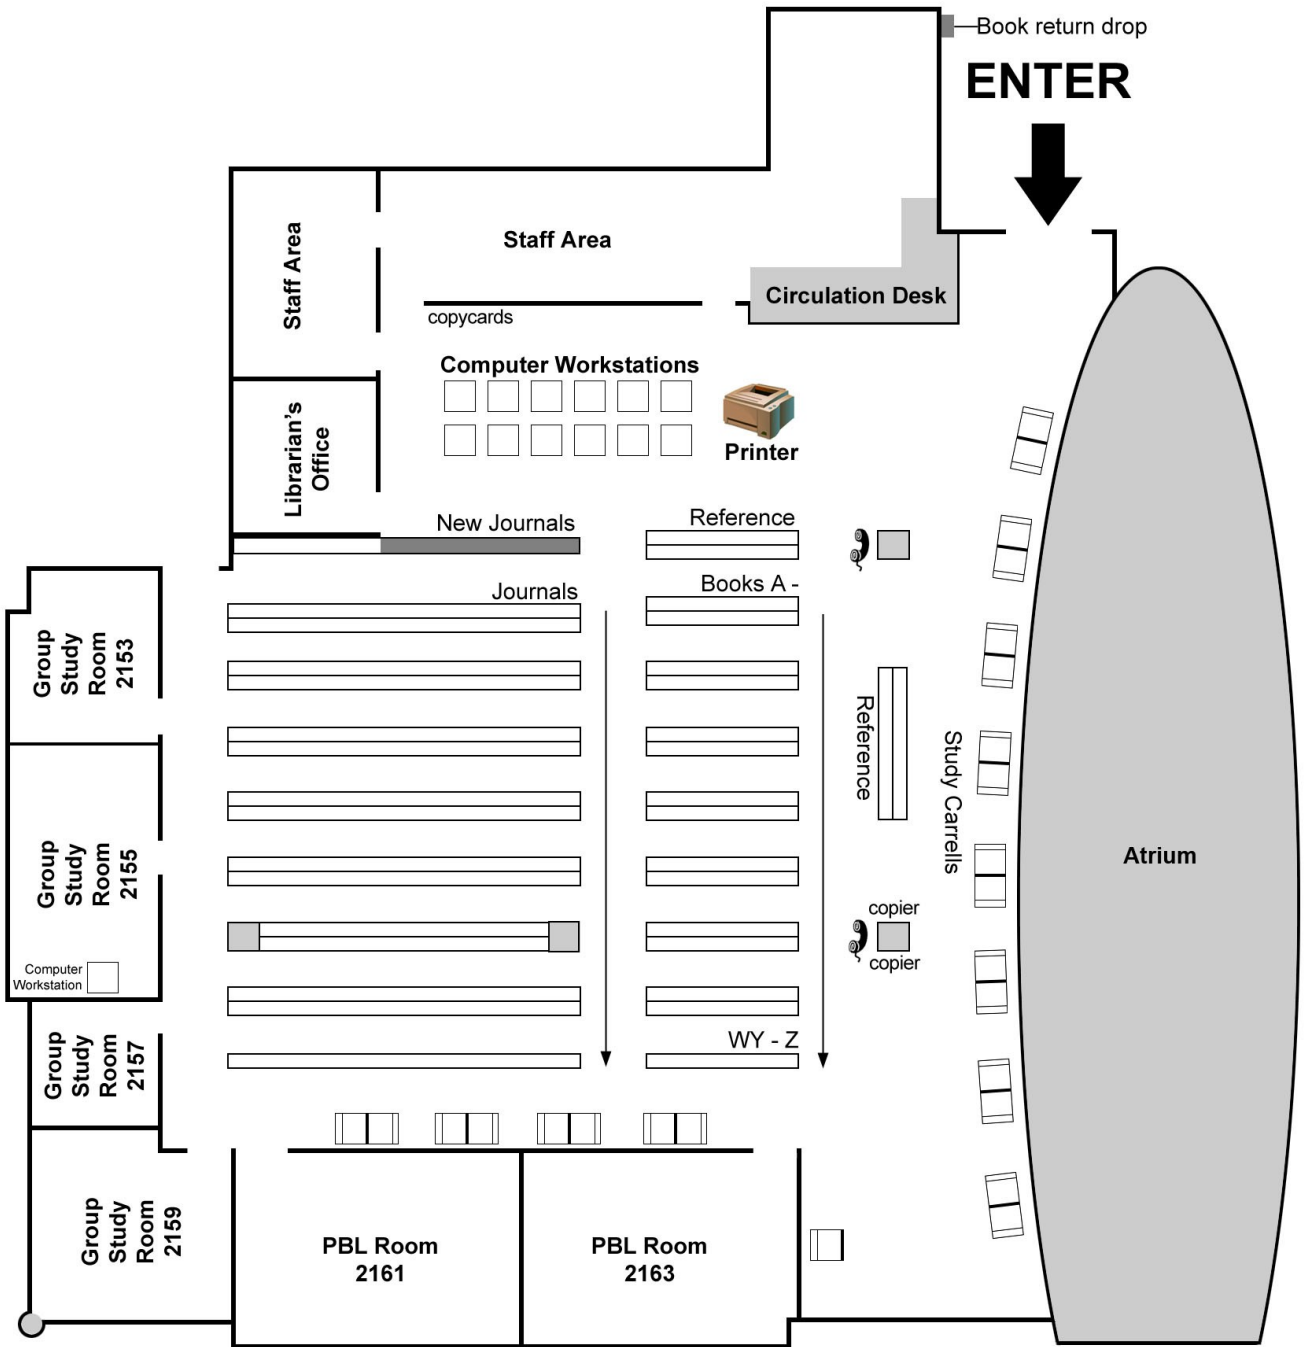 Book return drop
ENTER
Staff Area
Staff Area
Circulation Desk
copycards
Computer Workstations
Printer
Librarian's
Office
New Journals
Reference
Journals
Books A -
Group
Study
Room
2153
Reference
Study Carrells
Group
Study
Room
2155
Atrium
copier
copier
Computer
Workstation
WY - Z
Group
Study
Room
2157
Group
Study
Room
2159
PBL Room
2161
PBL Room
2163